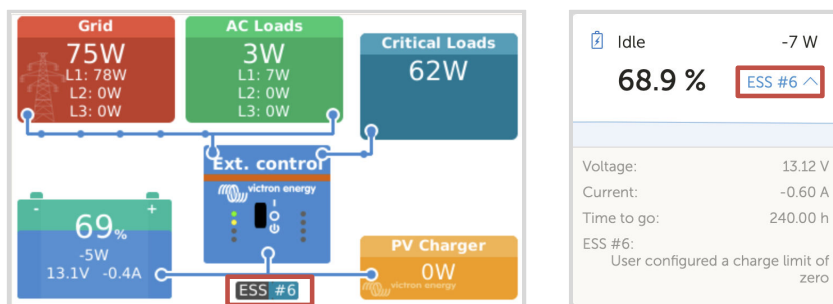 Grid
75W
L1: 78W
L2: 0W
L3: 0W
AC Loads
3W
L1: 7W
L2: 0W
L3: 0W
Critical Loads
62W
Ext. control
victron energy
I
O
- +
69%
-5W
13.1V -0.4A
ESS #6
PV Charger
0W
victron energy
Idle -7 W
68.9 % ESS #6
Voltage: 13.12 V
Current: -0.60 A
Time to go: 240.00 h
ESS #6:
User configured a charge limit of
zero